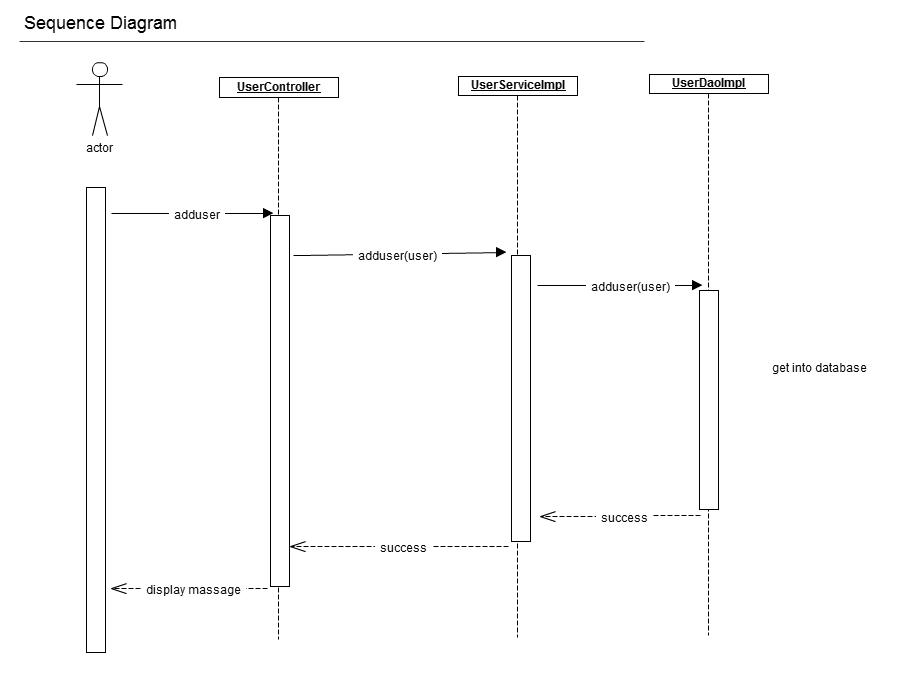 Sequence Diagram
UserController
UserServiceImpl
UserDaoImpl
actor
adduser
adduser(user)
adduser(user)
get into database
success
success
display massage